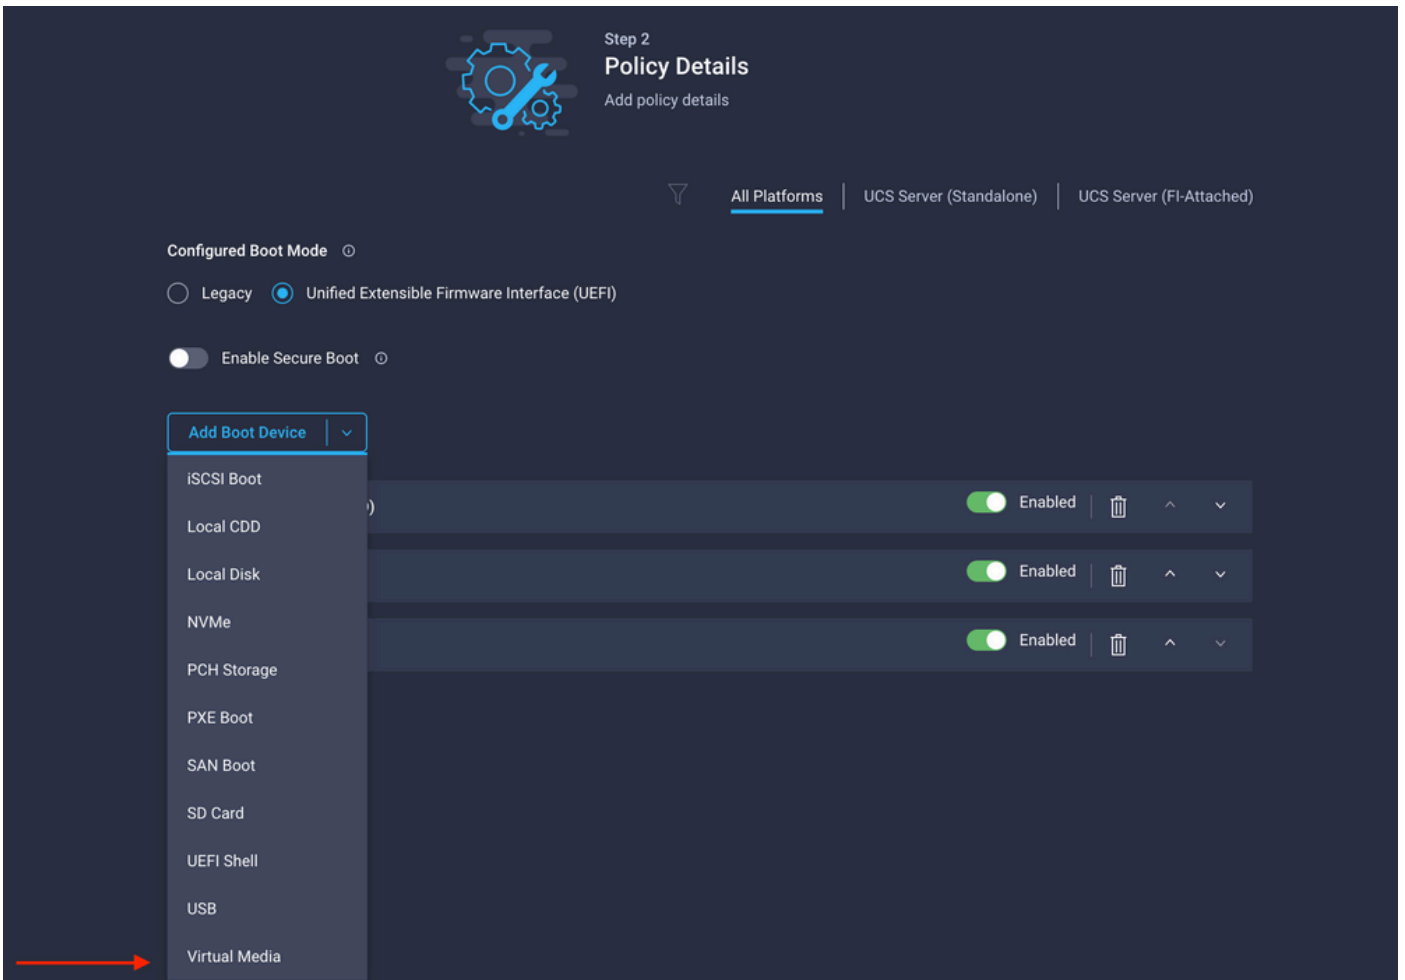 Step 2
Policy Details
Add policy details
All Platforms
UCS Server (Standalone)
UCS Server (FI-Attached)
Configured Boot Mode
Legacy
Unified Extensible Firmware Interface (UEFI)
Enable Secure Boot
Add Boot Device
iSCSI Boot
)
Enabled
Local CDD
Local Disk
Enabled
NVMe
Enabled
PCH Storage
PXE Boot
SAN Boot
SD Card
UEFI Shell
USB
Virtual Media